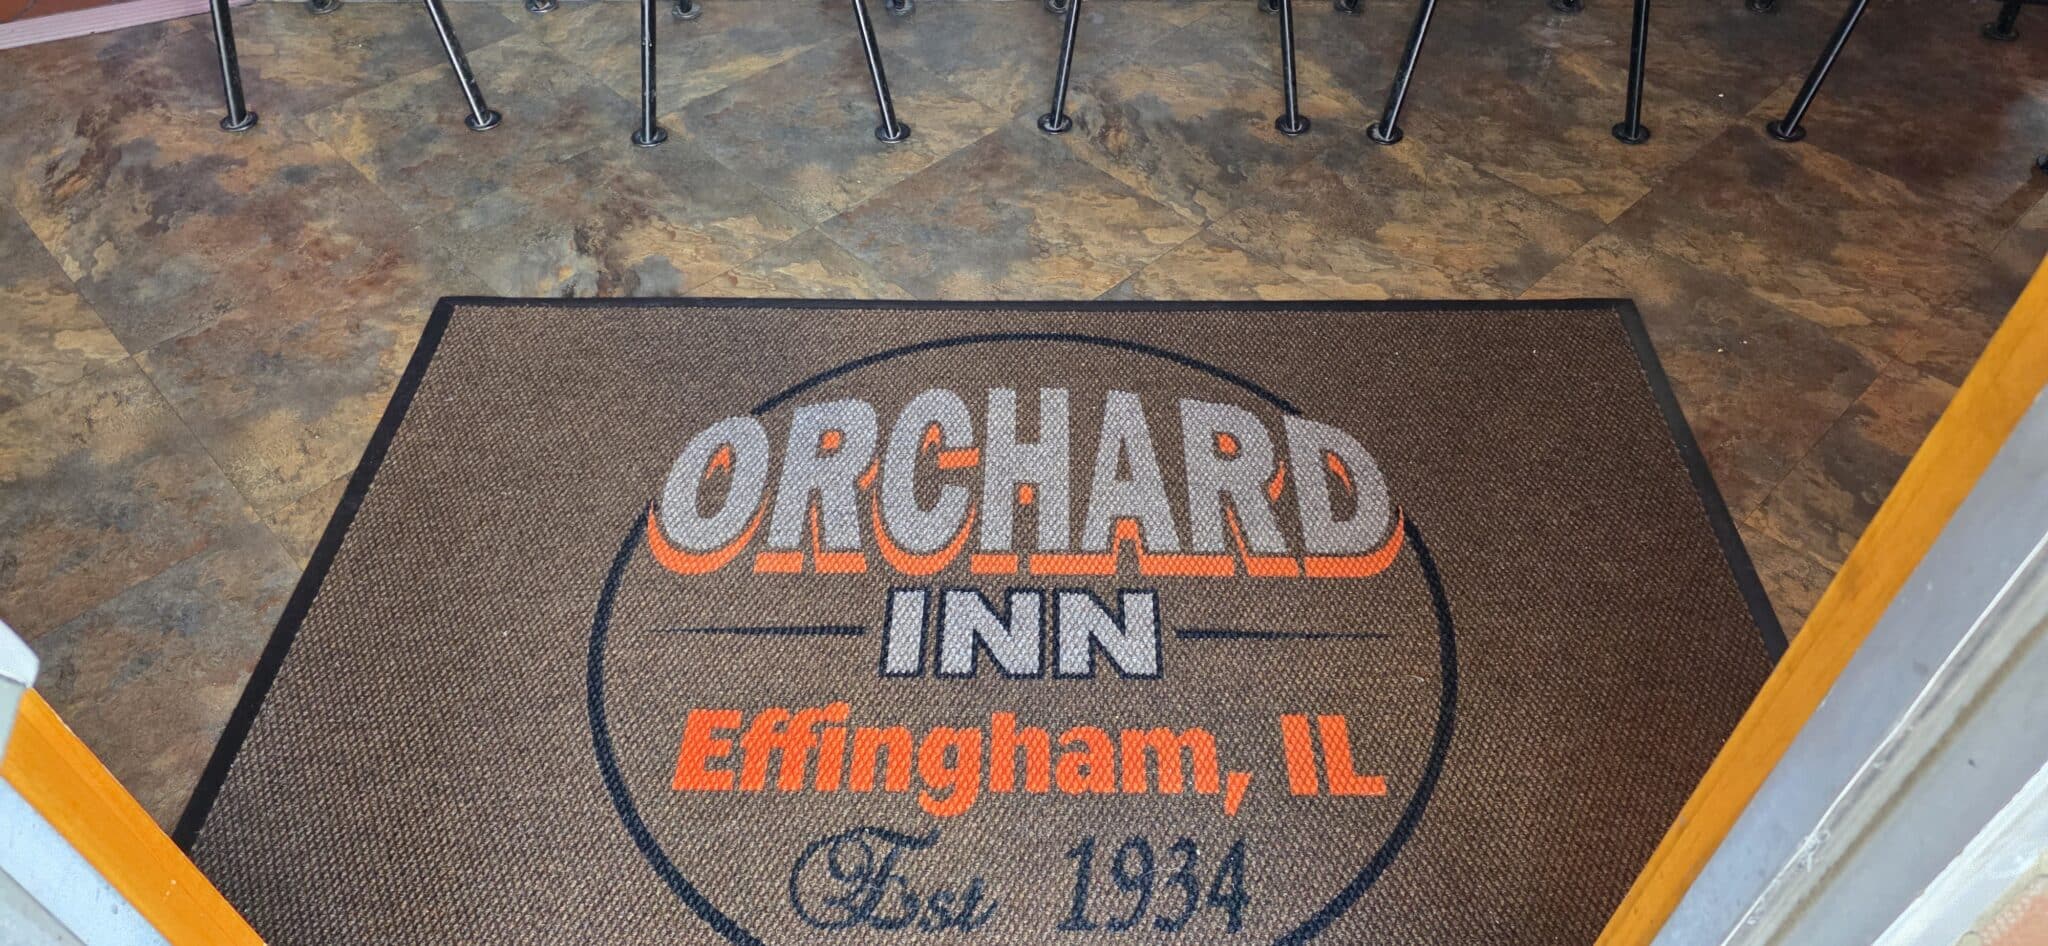 ORCHARD
INN
Effingham, IL
Est 1934